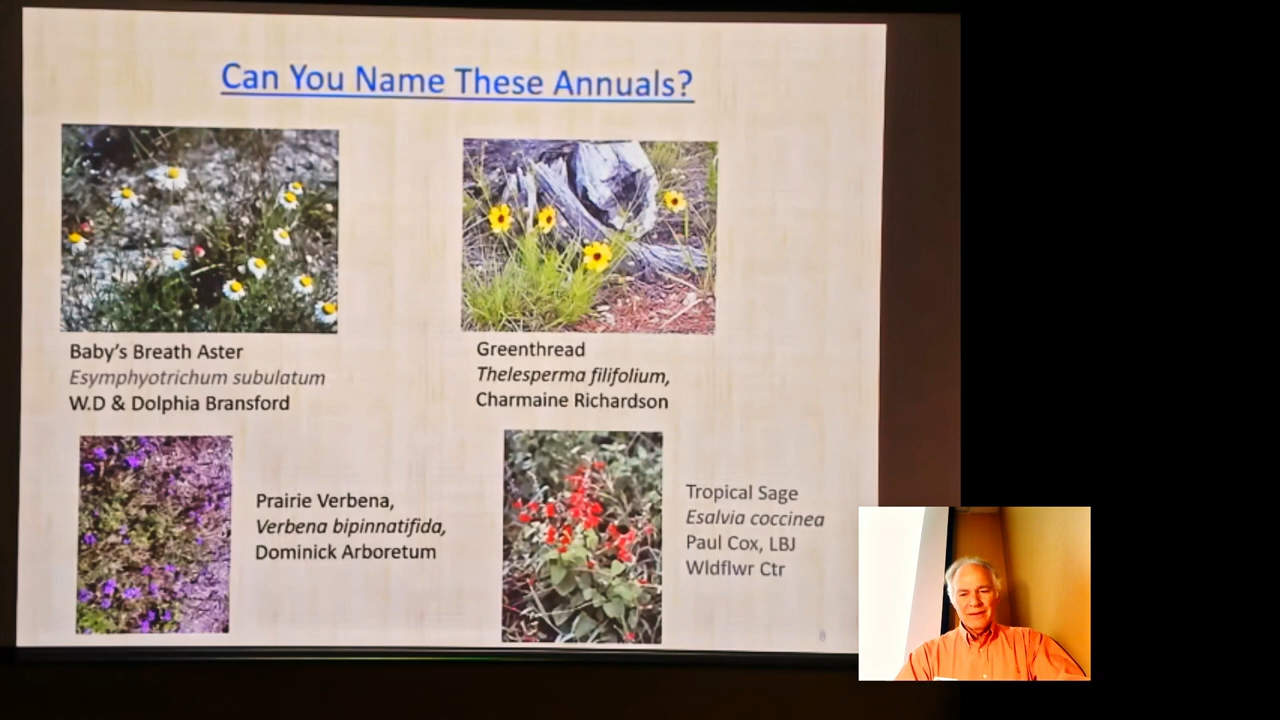 Can You Name These Annuals?
Baby's Breath Aster
Esymphyotrichum subulatum
W.D & Dolphia Bransford
Greenthread
Thelesperma filifolium,
Charmaine Richardson
Prairie Verbena,
Verbena bipinnatifida,
Dominick Arboretum
Tropical Sage
Esalvia coccinea
Paul Cox, LBJ
Wldflwr Ctr
8